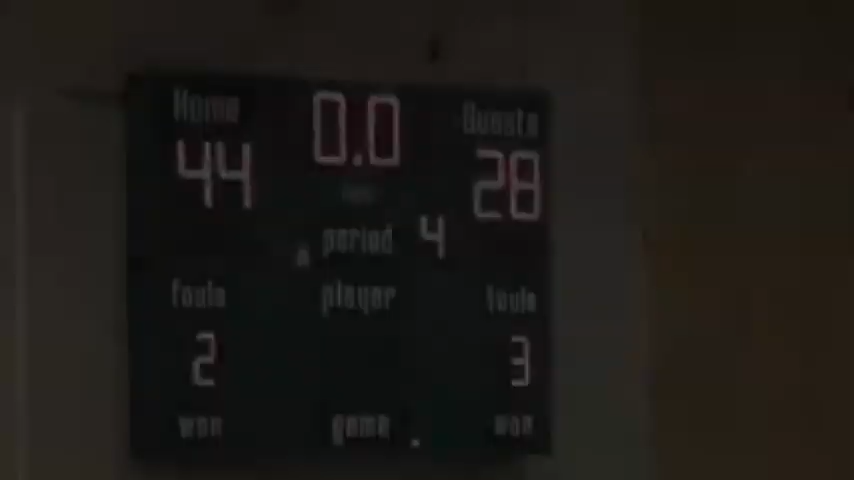 Home 0.0 Guests
44 28
period 4
fouls player fouls
2 3
won game won